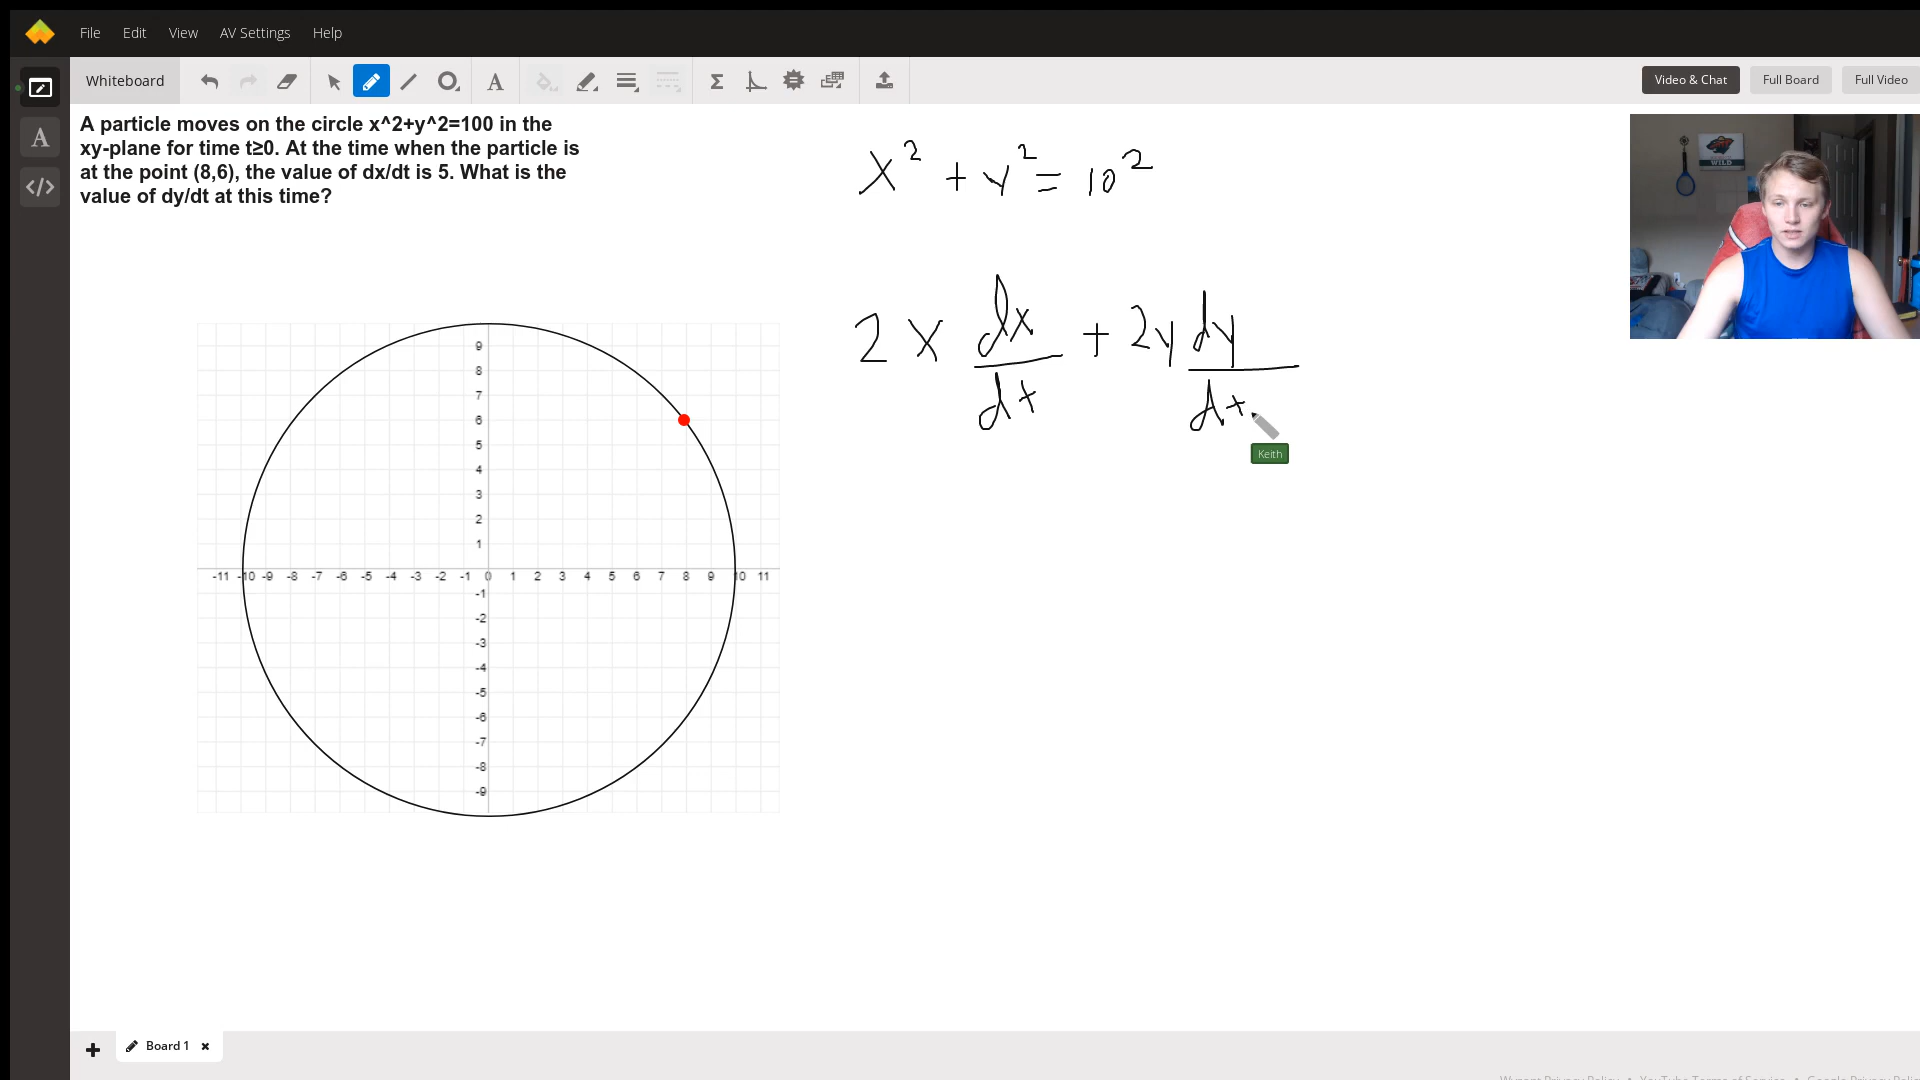 File Edit View AV Settings Help
Whiteboard A Σ Video & Chat Full Board Full Video
A
</>
A particle moves on the circle x^2+y^2=100 in the
xy-plane for time t≥0. At the time when the particle is
at the point (8,6), the value of dx/dt is 5. What is the
value of dy/dt at this time?
x² + y² = 10²
2x dx/dt + 2y dy/dt
Keith
WILD
9
8
7
6
5
4
3
2
1
-11 -10 -9 -8 -7 -6 -5 -4 -3 -2 -1 0 1 2 3 4 5 6 7 8 9 10 11
-1
-2
-3
-4
-5
-6
-7
-8
-9
+ Board 1 ×